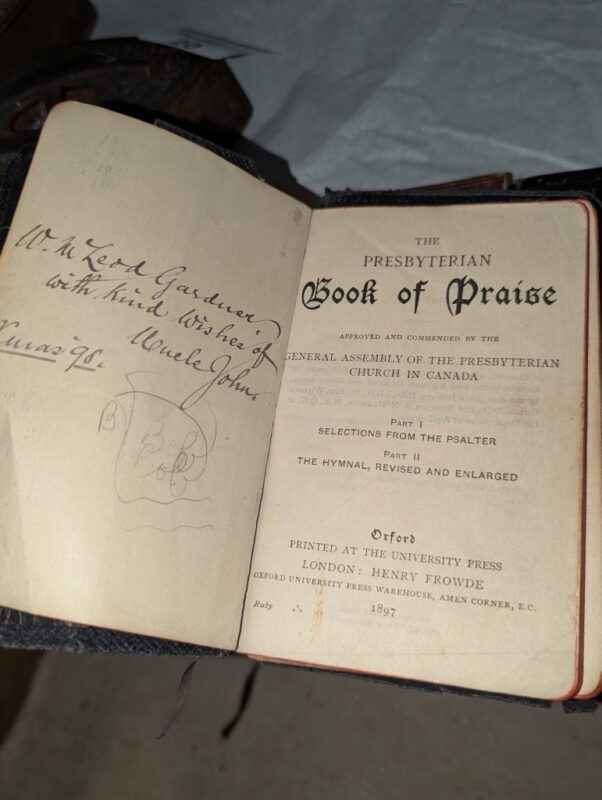 W. McLeod Gardner,
with kind wishes of
Uncle John.
Xmas '98.
B
B
of
THE
PRESBYTERIAN
Book of Praise
APPROVED AND COMMENDED BY THE
GENERAL ASSEMBLY OF THE PRESBYTERIAN
CHURCH IN CANADA
PART I
SELECTIONS FROM THE PSALTER
PART II
THE HYMNAL, REVISED AND ENLARGED
Oxford
PRINTED AT THE UNIVERSITY PRESS
LONDON: HENRY FROWDE
OXFORD UNIVERSITY PRESS WAREHOUSE, AMEN CORNER, E.C.
Ruby
1897